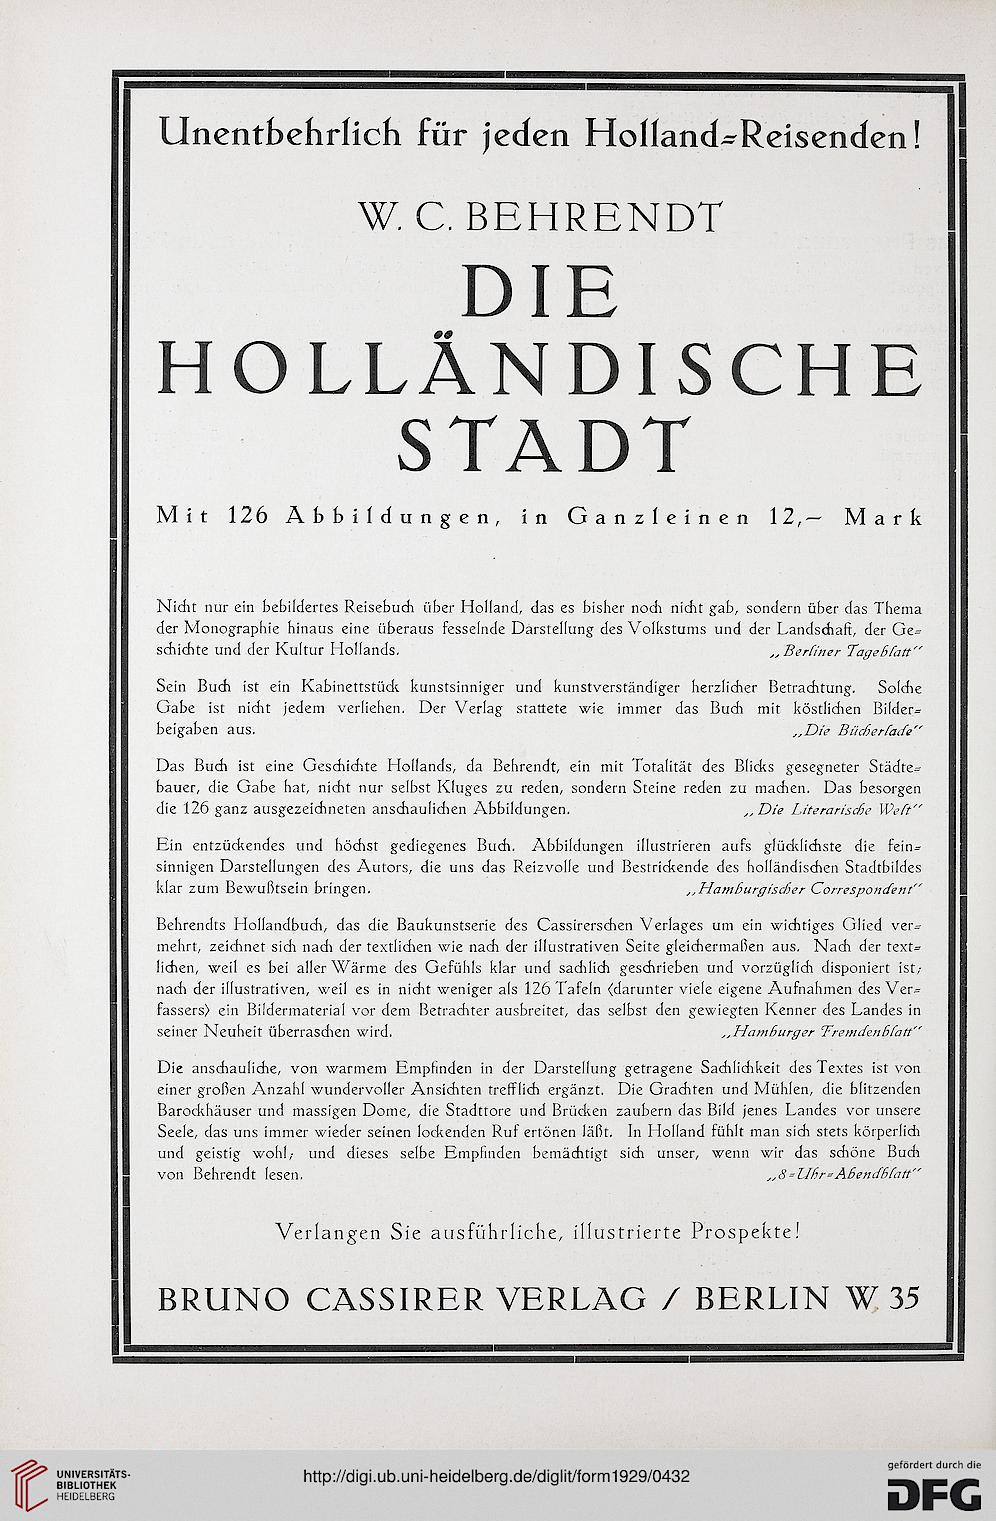 Unentbehrlich für jeden Holland-Reisenden!
W. C. BEHRENDT
DIE
HOLLÄNDISCHE
STADT
Mit 126 Abbildungen, in Ganzleinen 12,— Mark
Nicht nur ein bebildertes Reisebuch über Holland, das es bisher noch nicht gab, sondern über das Thema
der Monographie hinaus eine überaus fesselnde Darstellung des Volkstums und der Landschaft, der Ge-
schichte und der Kultur Hollands. „Berliner Tageblatt"
Sein Buch ist ein Kabinettstück kunstsinniger und kunstverständiger herzlicher Betrachtung. Solche
Gabe ist nicht jedem verliehen. Der Verlag stattete wie immer das Buch mit köstlichen Bilder-
beigaben aus. „Die Bücherlade"
Das Buch ist eine Geschichte Hollands, da Behrendt, ein mit Totalität des Blicks gesegneter Städte-
bauer, die Gabe hat, nicht nur selbst Kluges zu reden, sondern Steine reden zu machen. Das besorgen
die 126 ganz ausgezeichneten anschaulichen Abbildungen. „Die Literarische Welt"
Ein entzückendes und höchst gediegenes Buch. Abbildungen illustrieren aufs glücklichste die fein-
sinnigen Darstellungen des Autors, die uns das Reizvolle und Bestrickende des holländischen Stadtbildes
klar zum Bewußtsein bringen. „Hamburgischer Correspondent"
Behrendts Hollandbuch, das die Baukunstserie des Cassirerschen Verlages um ein wichtiges Glied ver-
mehrt, zeichnet sich nach der textlichen wie nach der illustrativen Seite gleichermaßen aus. Nach der text-
lichen, weil es bei aller Wärme des Gefühls klar und sachlich geschrieben und vorzüglich disponiert ist;
nach der illustrativen, weil es in nicht weniger als 126 Tafeln (darunter viele eigene Aufnahmen des Ver-
fassers) ein Bildermaterial vor dem Betrachter ausbreitet, das selbst den gewiegten Kenner des Landes in
seiner Neuheit überraschen wird. „Hamburger Fremdenblatt"
Die anschauliche, von warmem Empfinden in der Darstellung getragene Sachlichkeit des Textes ist von
einer großen Anzahl wundervoller Ansichten trefflich ergänzt. Die Grachten und Mühlen, die blitzenden
Barockhäuser und massigen Dome, die Stadttore und Brücken zaubern das Bild jenes Landes vor unsere
Seele, das uns immer wieder seinen lockenden Ruf ertönen läßt. In Holland fühlt man sich stets körperlich
und geistig wohl; und dieses selbe Empfinden bemächtigt sich unser, wenn wir das schöne Buch
von Behrendt lesen. „8-Uhr-Abendblatt"
Verlangen Sie ausführliche, illustrierte Prospekte!
BRUNO CASSIRER VERLAG / BERLIN W. 35
UNIVERSITÄTS-
BIBLIOTHEK
HEIDELBERG
http://digi.ub.uni-heidelberg.de/diglit/form1929/0432
gefördert durch die
DFG